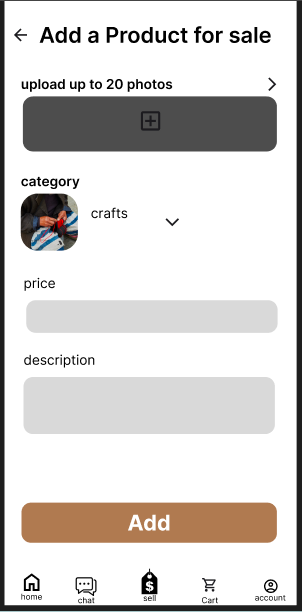 Add a Product for sale
upload up to 20 photos
category
crafts
price
description
Add
home
chat
sell
Cart
account